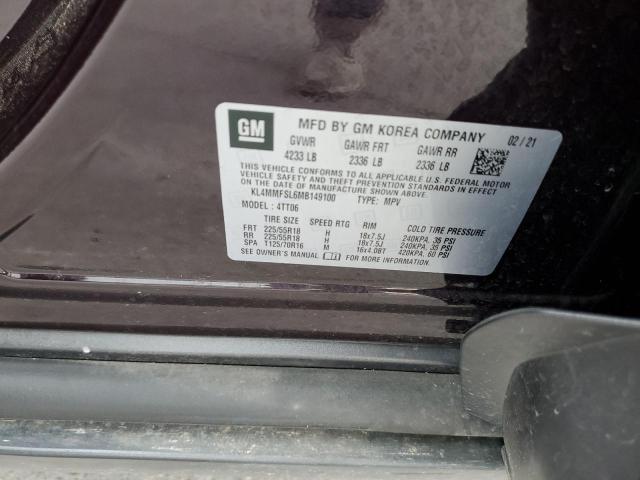 GM
MFD BY GM KOREA COMPANY 02/21
GVWR GAWR FRT GAWR RR
4233 LB 2336 LB 2336 LB
THIS VEHICLE CONFORMS TO ALL APPLICABLE U.S. FEDERAL MOTOR
VEHICLE SAFETY, BUMPER, AND THEFT PREVENTION STANDARDS IN
EFFECT ON THE DATE OF MANUFACTURE SHOWN ABOVE.
KL4MMFSL6MB149100 TYPE: MPV
MODEL: 4TT06
TIRE SIZE SPEED RTG RIM COLD TIRE PRESSURE
FRT 225/55R18 H 18x7.5J 240KPA, 35 PSI
RR 225/55R18 H 18x7.5J 240KPA, 35 PSI
SPA T125/70R16 M 16x4.0BT 420KPA, 60 PSI
SEE OWNER'S MANUAL FOR MORE INFORMATION.